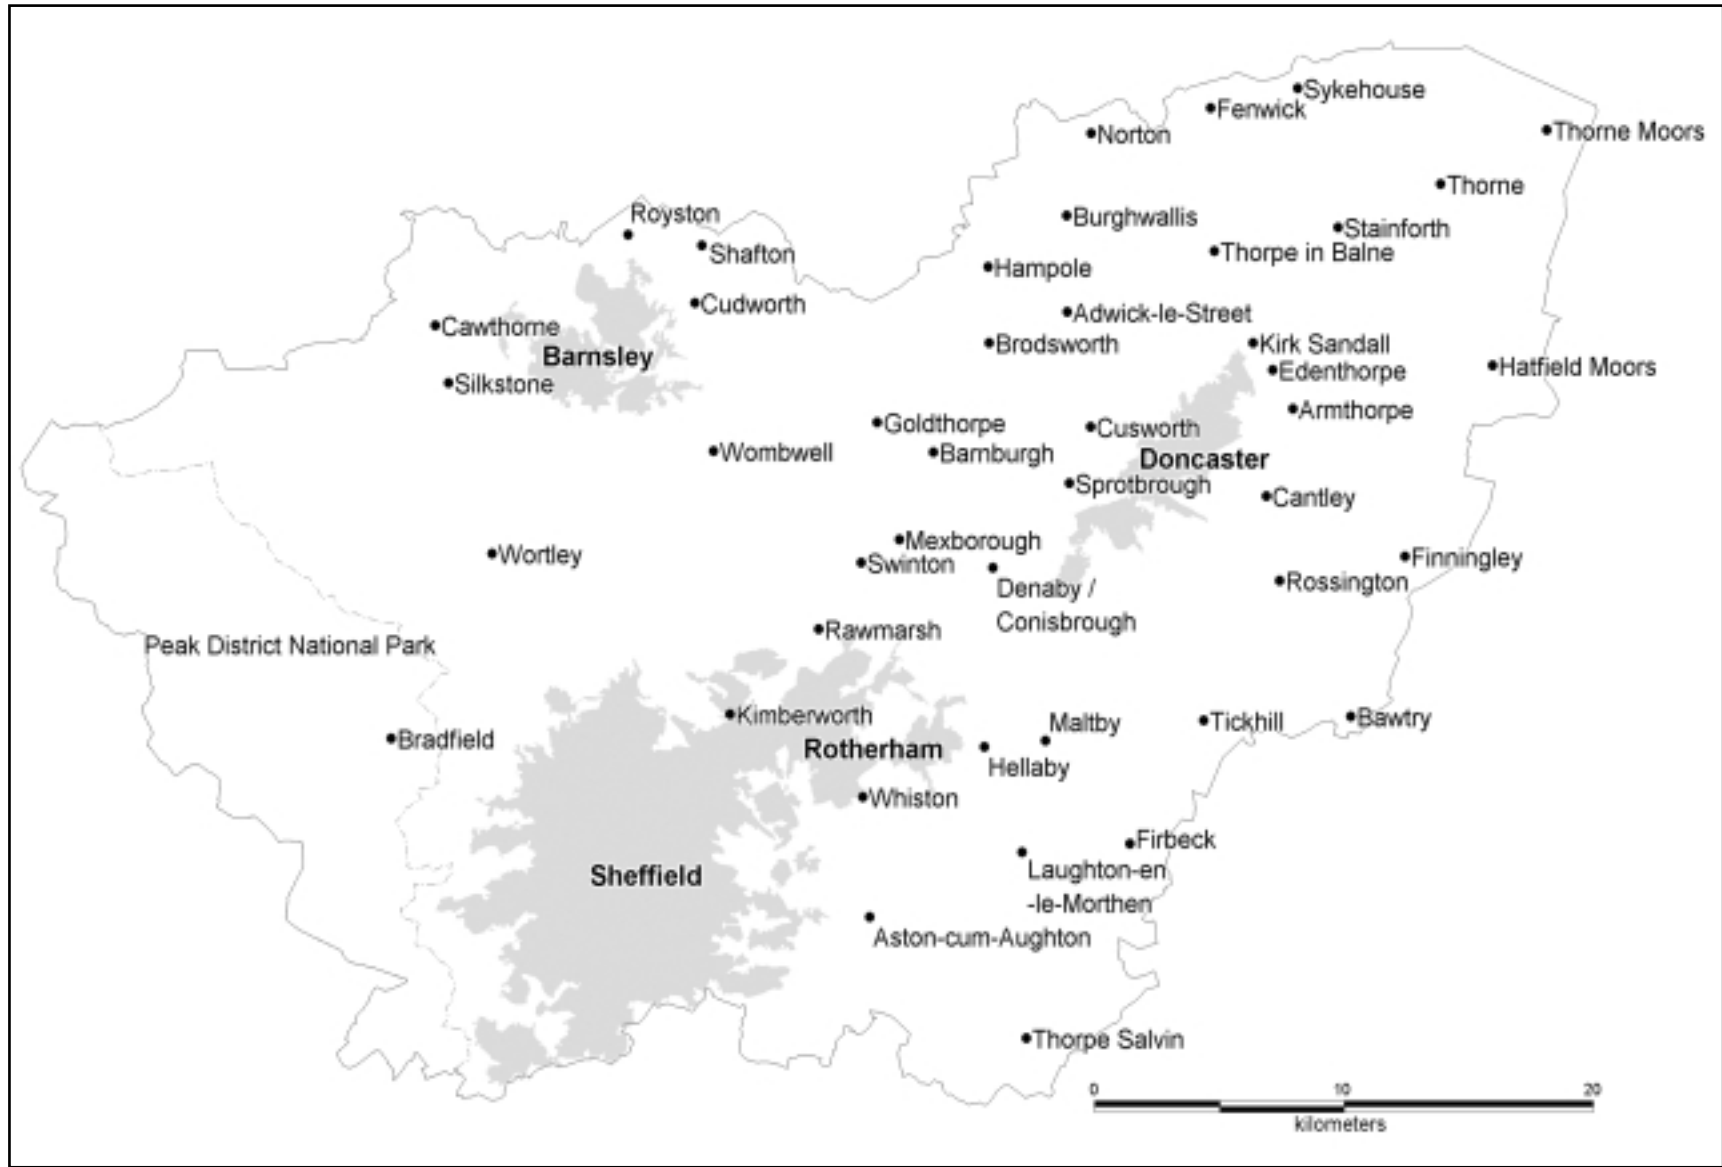 Sykehouse
Fenwick
Norton
Thorne Moors
Thorne
Royston
Burghwallis
Stainforth
Shafton
Thorpe in Balne
Hampole
Cudworth
Adwick-le-Street
Cawthorne
Brodsworth
Kirk Sandall
Barnsley
Edenthorpe
Hatfield Moors
Silkstone
Armthorpe
Goldthorpe
Cusworth
Wombwell
Barnburgh
Doncaster
Sprotbrough
Cantley
Mexborough
Wortley
Swinton
Finningley
Denaby /
Conisbrough
Rossington
Rawmarsh
Peak District National Park
Kimberworth
Maltby
Tickhill
Bawtry
Bradfield
Rotherham
Hellaby
Whiston
Firbeck
Sheffield
Laughton-en
-le-Morthen
Aston-cum-Aughton
Thorpe Salvin
0 10 20
kilometers